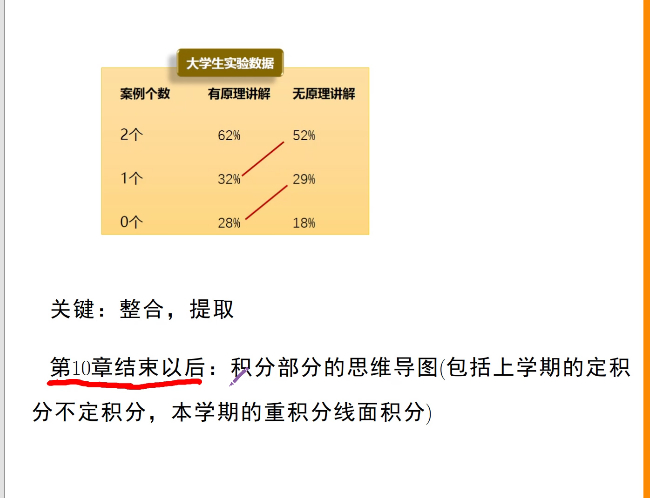 大学生实验数据
案例个数 有原理讲解 无原理讲解
2个 62% 52%
1个 32% 29%
0个 28% 18%
关键：整合，提取
第10章结束以后：积分部分的思维导图(包括上学期的定积
分不定积分，本学期的重积分线面积分)